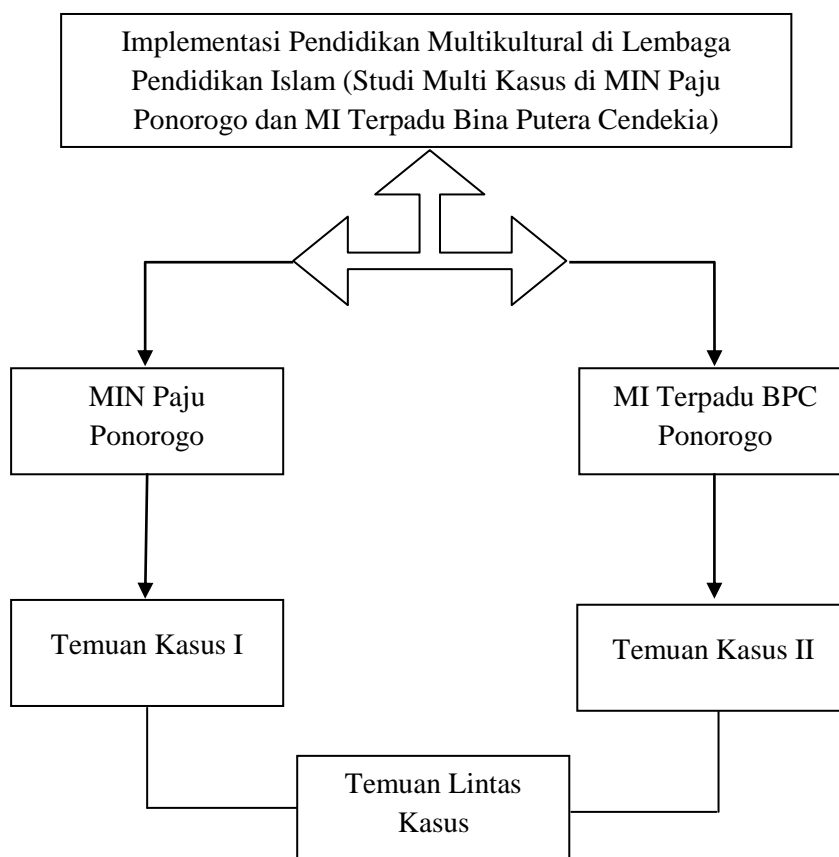 Implementasi Pendidikan Multikultural di Lembaga
Pendidikan Islam (Studi Multi Kasus di MIN Paju
Ponorogo dan MI Terpadu Bina Putera Cendekia)
MIN Paju
Ponorogo
MI Terpadu BPC
Ponorogo
Temuan Kasus I
Temuan Kasus II
Temuan Lintas
Kasus